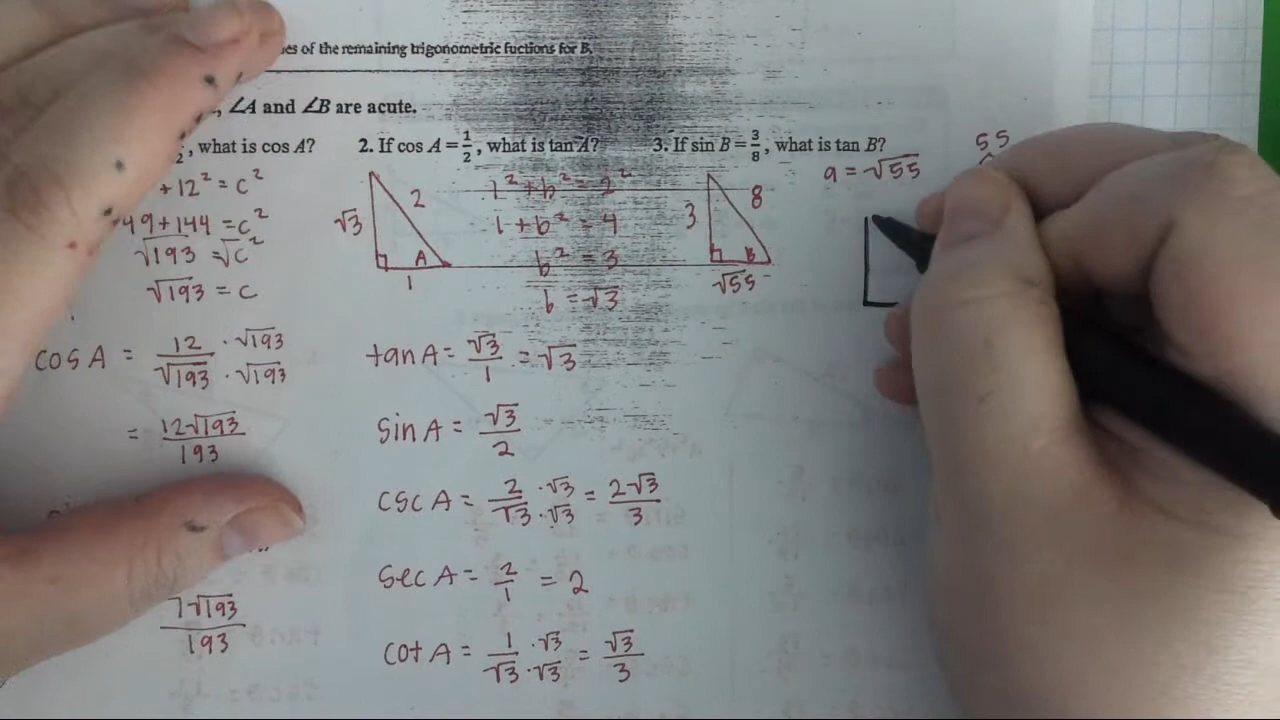 es of the remaining trigonometric fuctions for B.
, ∠A and ∠B are acute.
2, what is cos A?
+12² = c²
49+144 = c²
√193 = √c²
√193 = c
cos A = 12/√193 · √193/√193
= 12√193/193
7√193/193
2. If cos A = 1/2, what is tan A?
√3
2
A
1
1² + b² = 2²
1 + b² = 4
b² = 3
b = √3
tan A = √3/1 = √3
sin A = √3/2
csc A = 2/√3 · √3/√3 = 2√3/3
sec A = 2/1 = 2
cot A = 1/√3 · √3/√3 = √3/3
3. If sin B = 3/8, what is tan B?
3
8
B
√55
a = √55
55